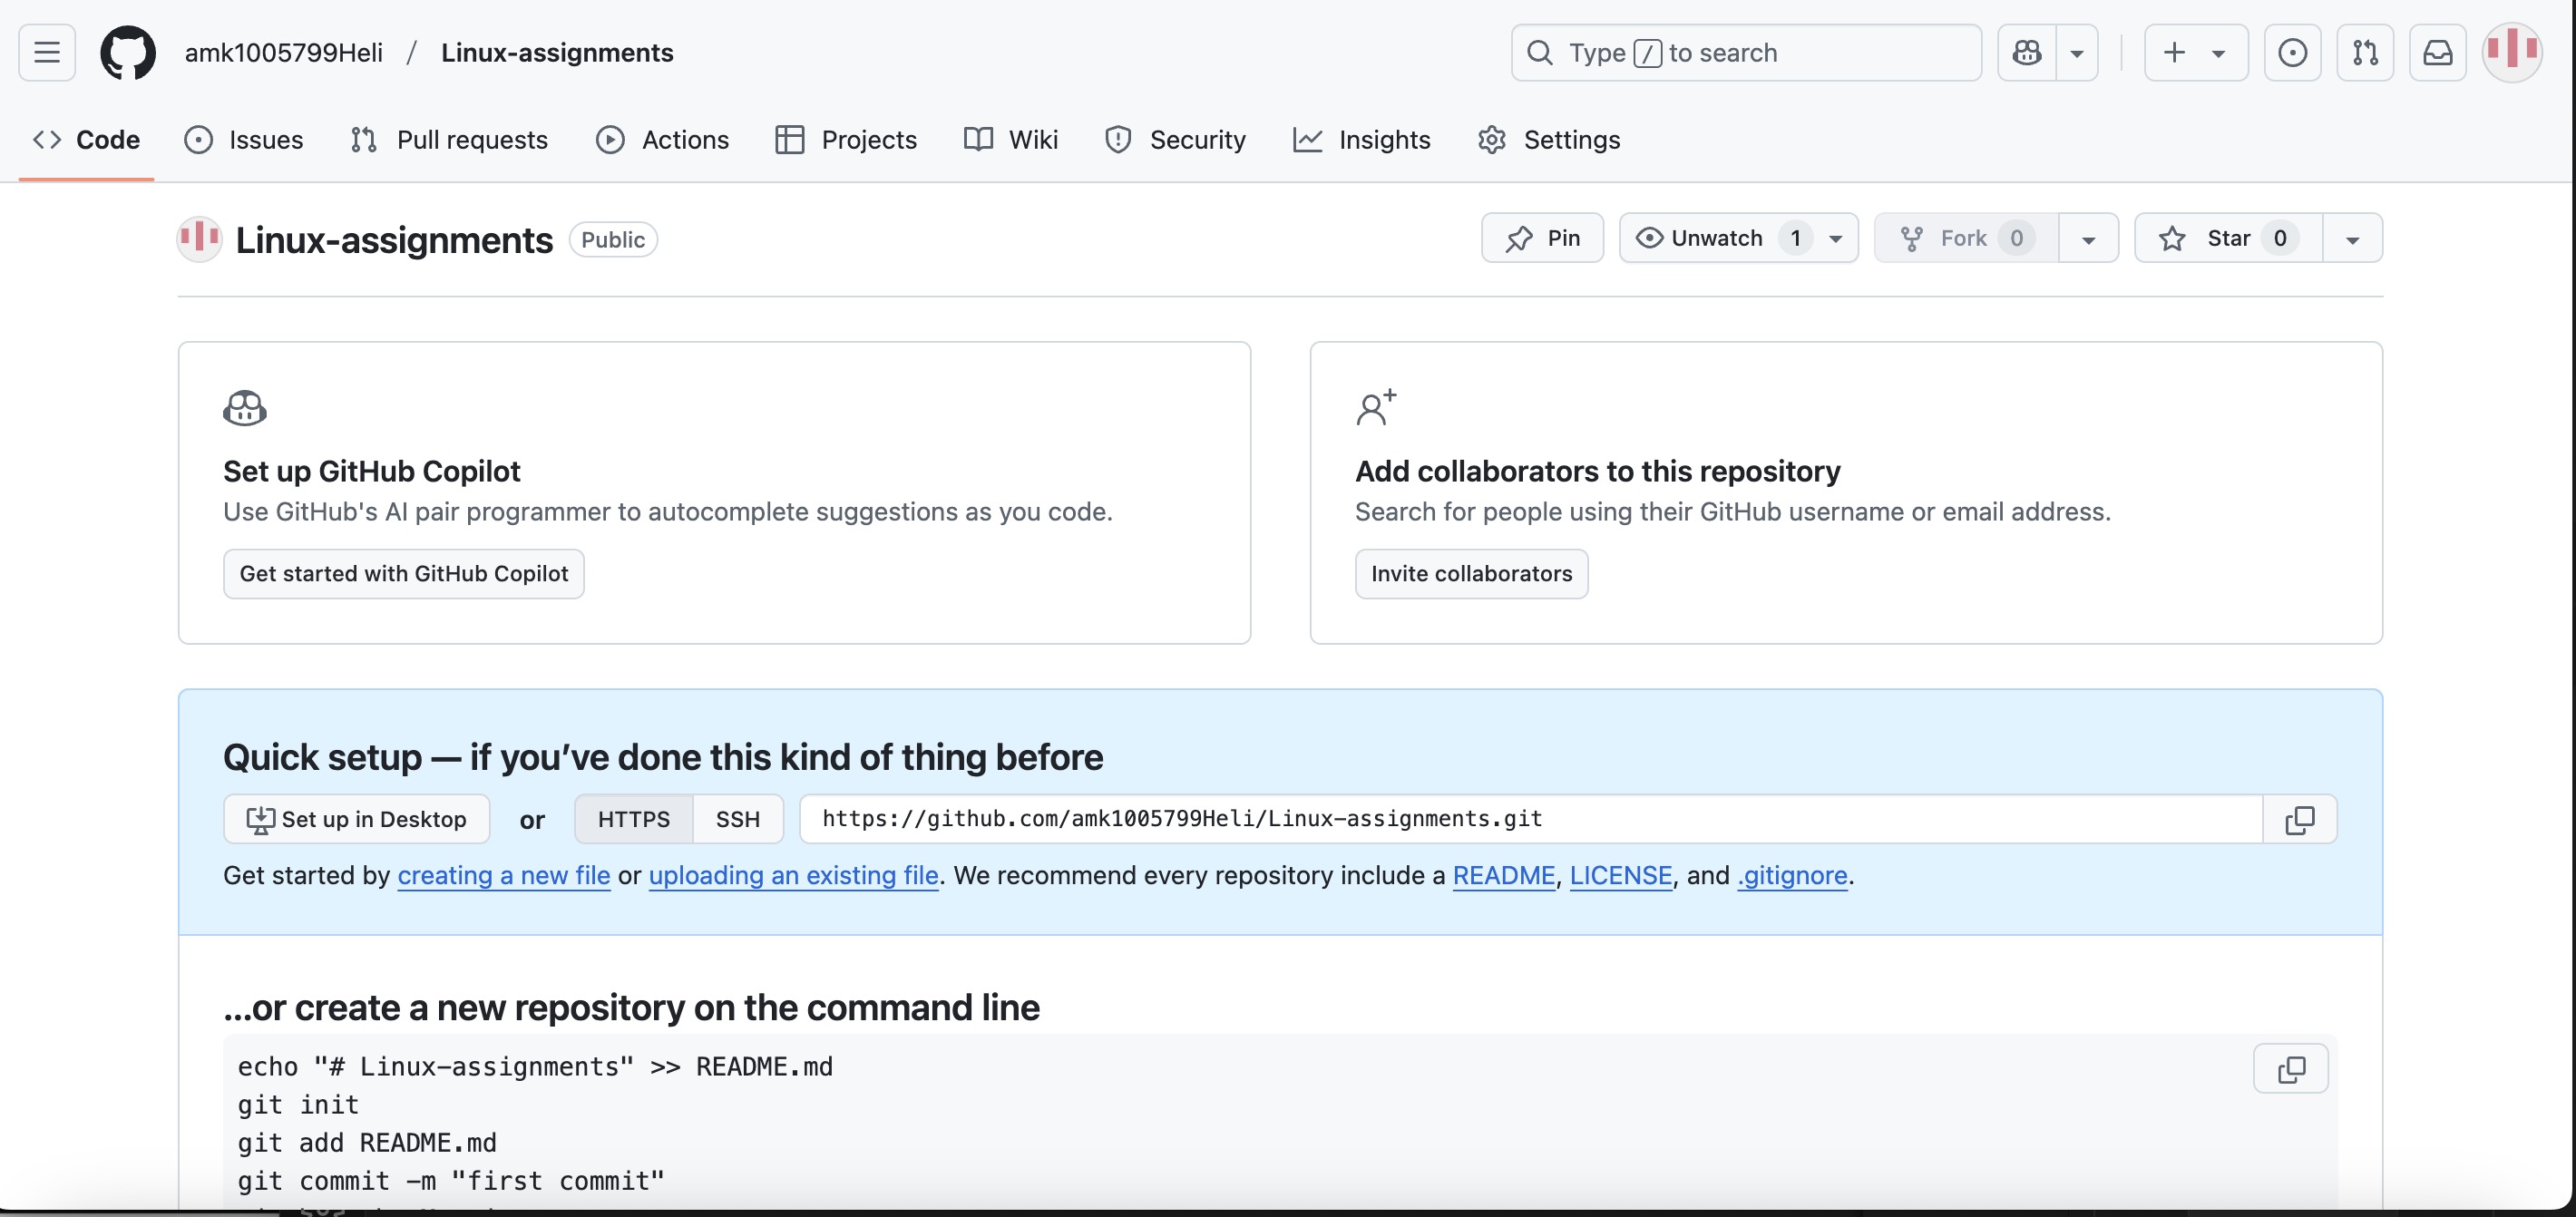 amk1005799Heli / Linux-assignments
Type / to search
Code Issues Pull requests Actions Projects Wiki Security Insights Settings
Linux-assignments Public
Pin Unwatch 1 Fork 0 Star 0
Set up GitHub Copilot
Use GitHub's AI pair programmer to autocomplete suggestions as you code.
Get started with GitHub Copilot
Add collaborators to this repository
Search for people using their GitHub username or email address.
Invite collaborators
Quick setup — if you’ve done this kind of thing before
Set up in Desktop or HTTPS SSH https://github.com/amk1005799Heli/Linux-assignments.git
Get started by creating a new file or uploading an existing file. We recommend every repository include a README, LICENSE, and .gitignore.
…or create a new repository on the command line
echo "# Linux-assignments" >> README.md
git init
git add README.md
git commit -m "first commit"